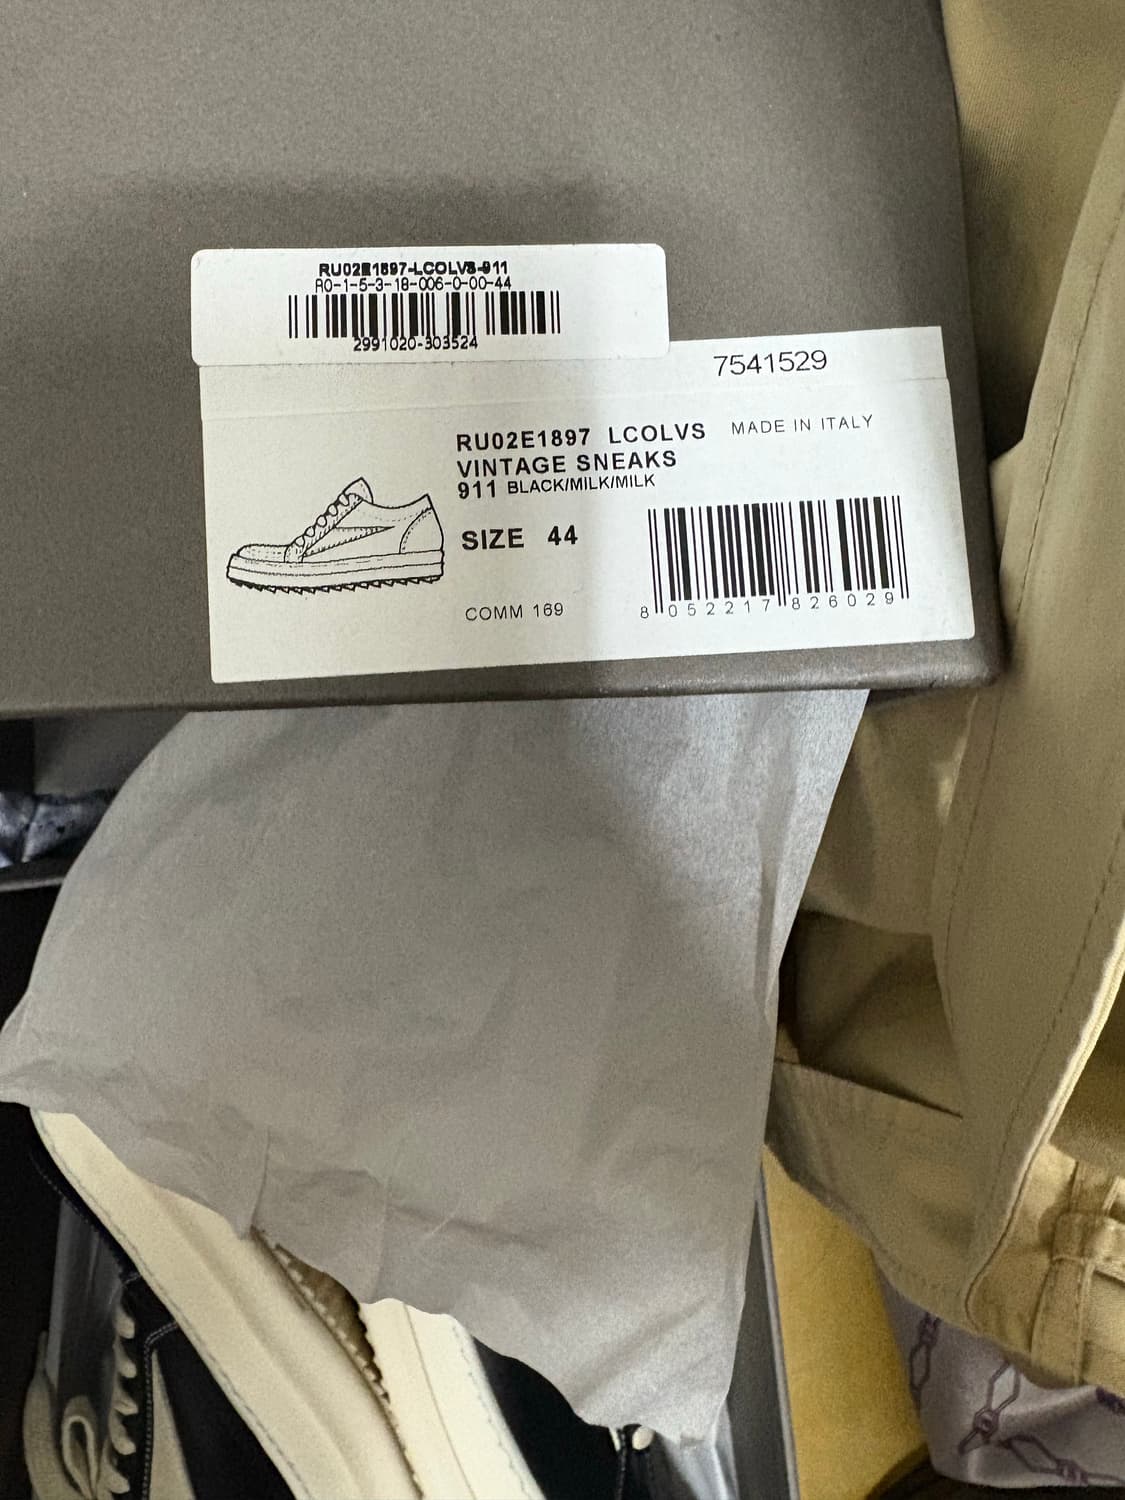 RU02E1897-LCOLVS-911
R0-1-5-3-18-006-0-00-44
2991020-303524
7541529
RU02E1897 LCOLVS MADE IN ITALY
VINTAGE SNEAKS
911 BLACK/MILK/MILK
SIZE 44
COMM 169
8 052217 826029